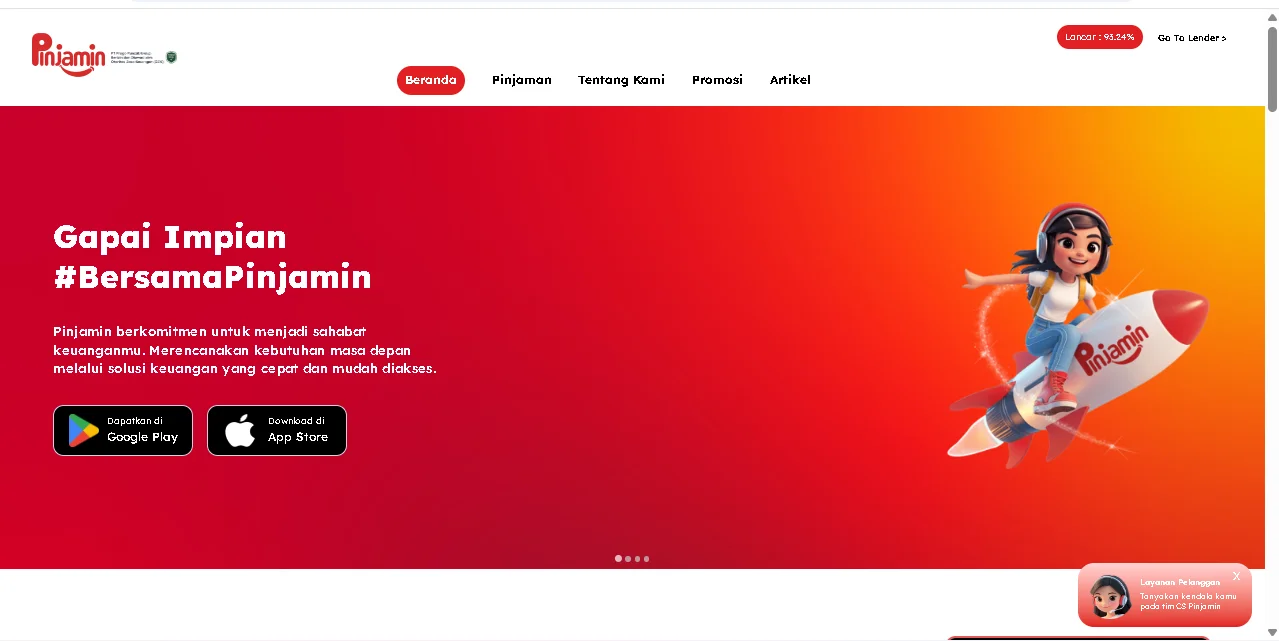 Pinjamin
Lancar : 93.24%
Go To Lender >
Beranda
Pinjaman
Tentang Kami
Promosi
Artikel
Gapai Impian
#BersamaPinjamin
Pinjamin berkomitmen untuk menjadi sahabat
keuanganmu. Merencanakan kebutuhan masa depan
melalui solusi keuangan yang cepat dan mudah diakses.
Dapatkan di
Google Play
Download di
App Store
Pinjamin
Layanan Pelanggan
X
Tanyakan kendala kamu
pada tim CS Pinjamin